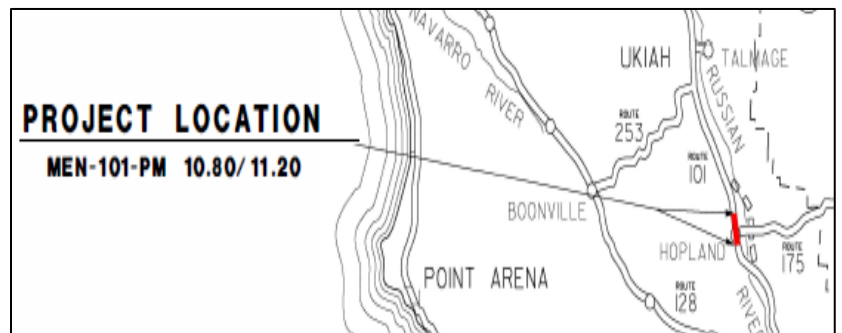 PROJECT LOCATION
MEN-101-PM 10.80/11.20
NAVARRO
RIVER
UKIAH
TALMAGE
RUSSIAN
ROUTE
253
ROUTE
101
BOONVILLE
HOPLAND
ROUTE
175
POINT ARENA
ROUTE
128
RIVER